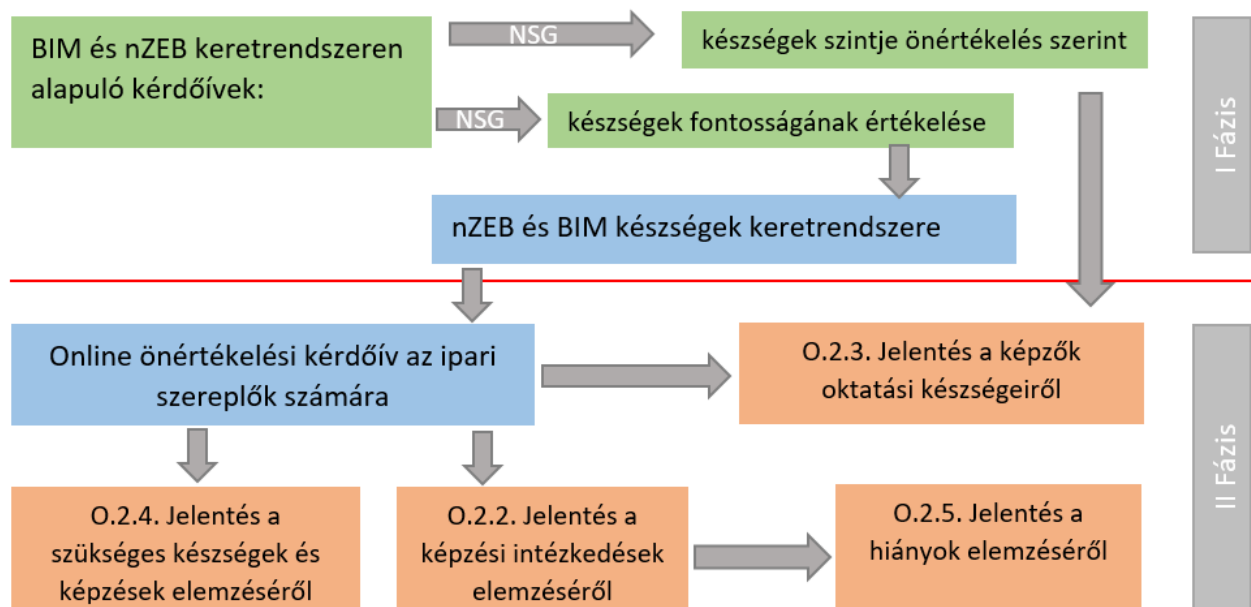 BIM és nZEB keretrendszeren
alapuló kérdőívek:
NSG
készségek szintje önértékelés szerint
NSG
készségek fontosságának értékelése
I Fázis
nZEB és BIM készségek keretrendszere
Online önértékelési kérdőív az ipari
szereplők számára
O.2.3. Jelentés a képzők
oktatási készségeiről
II Fázis
O.2.4. Jelentés a
szükséges készségek és
képzések elemzéséről
O.2.2. Jelentés a
képzési intézkedések
elemzéséről
O.2.5. Jelentés a
hiányok elemzéséről